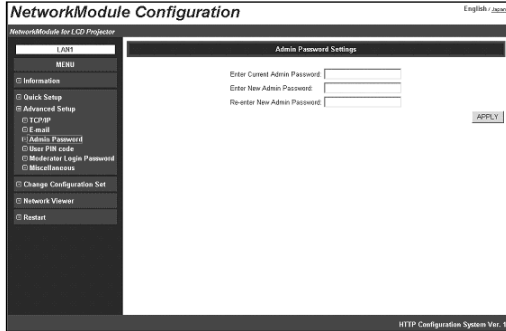 NetworkModule Configuration
English / Japan
NetworkModule for LCD Projector
LAN1
MENU
Information
Quick Setup
Advanced Setup
TCP/IP
E-mail
Admin Password
User PIN code
Moderator Login Password
Miscellaneous
Change Configuration Set
Network Viewer
Restart
Admin Password Settings
Enter Current Admin Password:
Enter New Admin Password:
Re-enter New Admin Password:
APPLY
HTTP Configuration System Ver. 1